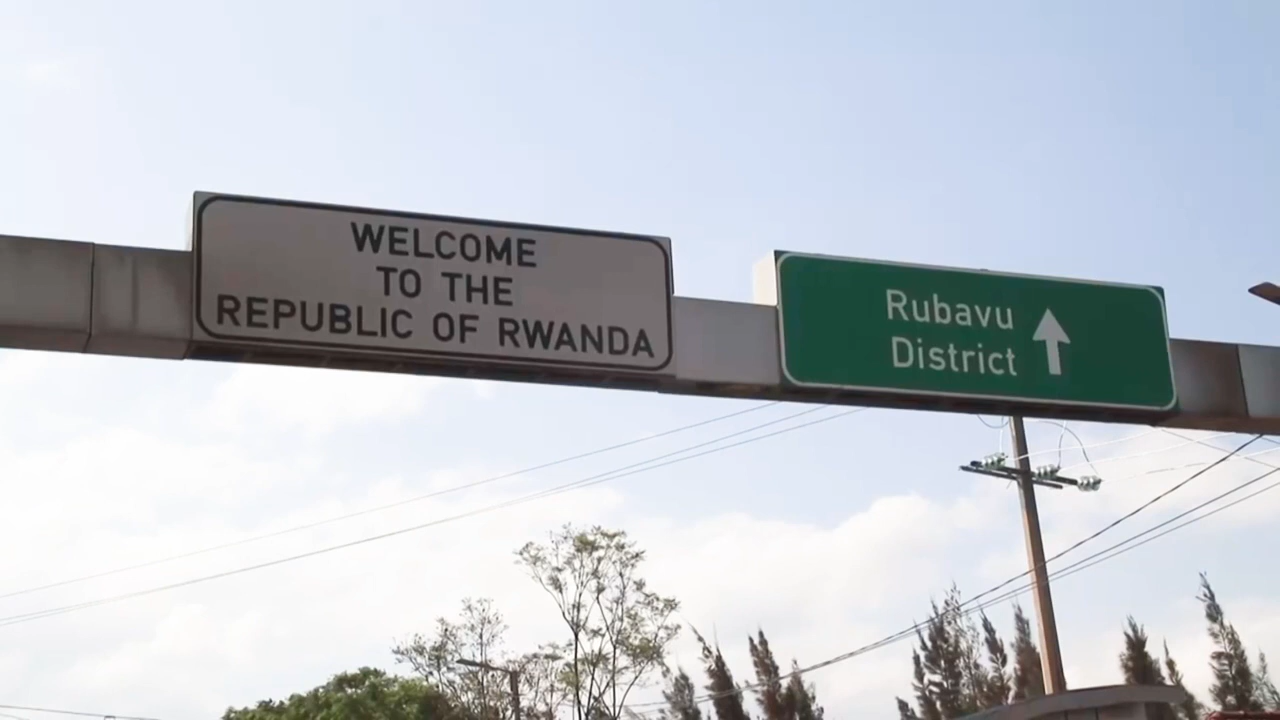 WELCOME
TO THE
REPUBLIC OF RWANDA
Rubavu
District